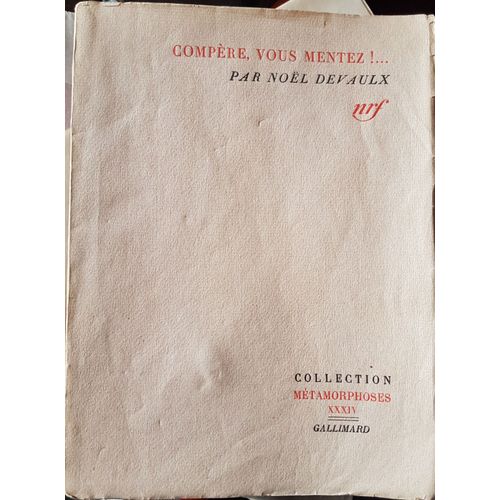 COMPÈRE, VOUS MENTEZ !...
PAR NOËL DEVAULX
nrf
COLLECTION
MÉTAMORPHOSES
XXXIV
GALLIMARD